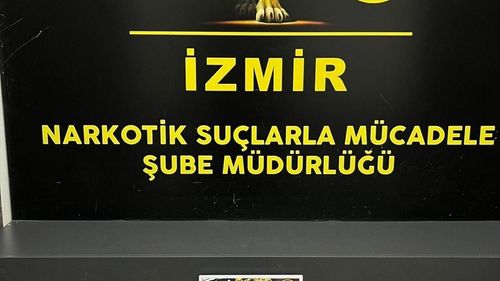 İZMİR
NARKOTİK SUÇLARLA MÜCADELE
ŞUBE MÜDÜRLÜĞÜ